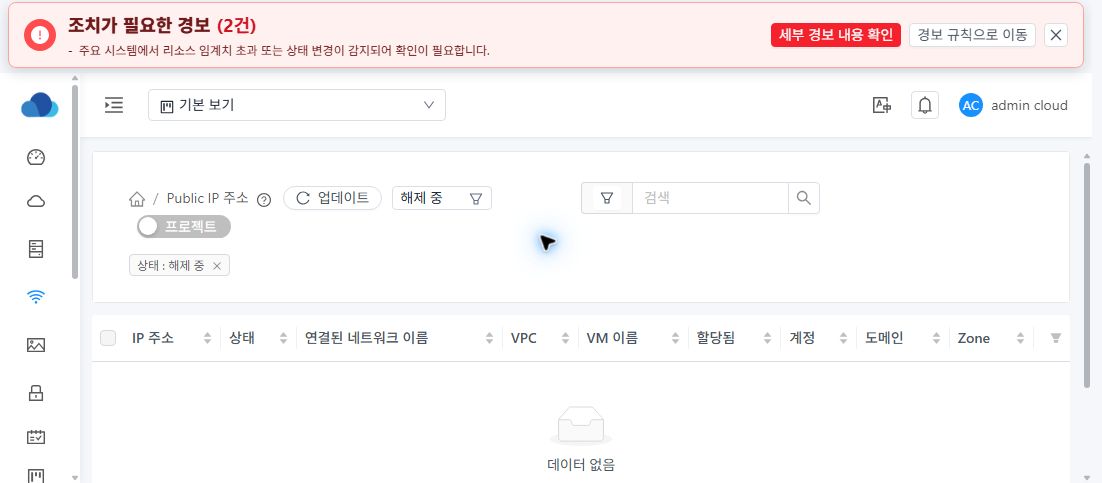 조치가 필요한 경보 (2건)
- 주요 시스템에서 리소스 임계치 초과 또는 상태 변경이 감지되어 확인이 필요합니다.
세부 경보 내용 확인
경보 규칙으로 이동
기본 보기
AC admin cloud
/ Public IP 주소
업데이트
해제 중
검색
프로젝트
상태 : 해제 중
IP 주소 상태 연결된 네트워크 이름 VPC VM 이름 할당됨 계정 도메인 Zone
데이터 없음